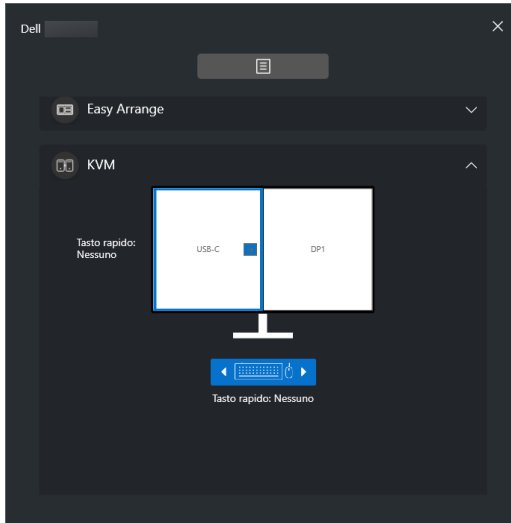 Dell
Easy Arrange
KVM
Tasto rapido:
Nessuno
USB-C
DP1
Tasto rapido: Nessuno